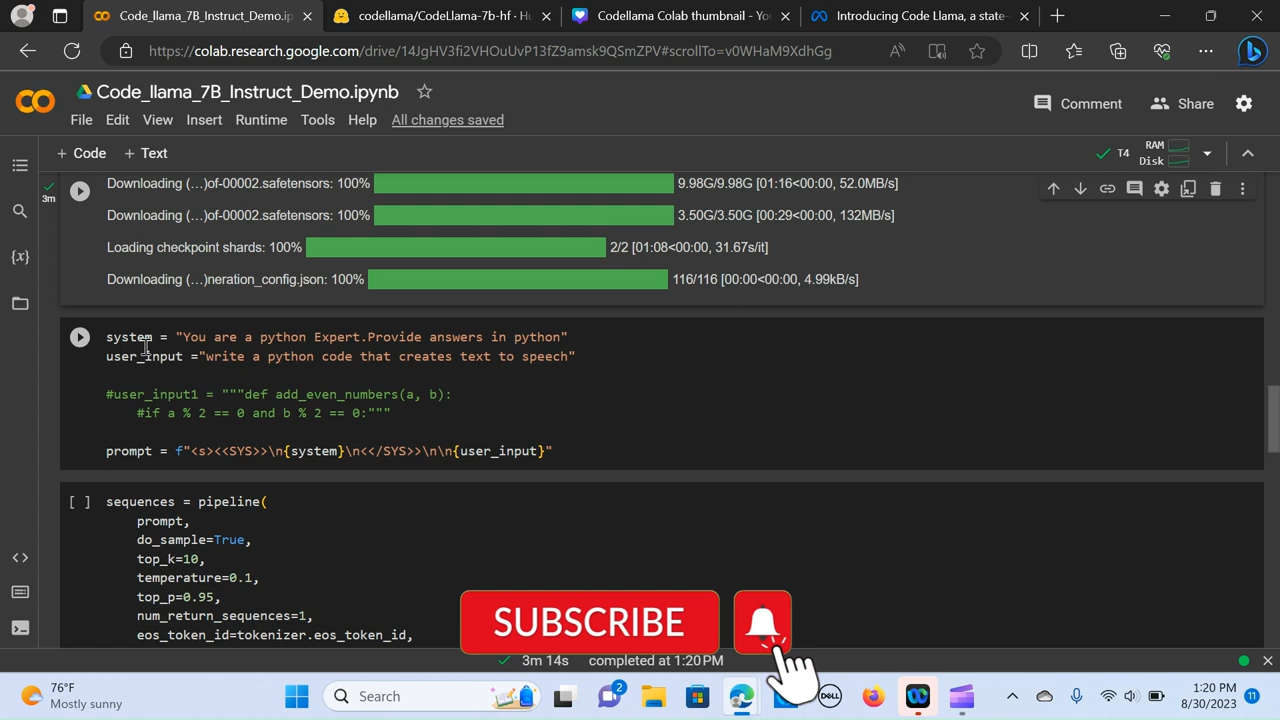 Code_llama_7B_Instruct_Demo.ip
codellama/CodeLlama-7b-hf · Hu
Codellama Colab thumbnail - You
Introducing Code Llama, a state-
https://colab.research.google.com/drive/14JgHV3fi2VHOuUvP13fZ9amsk9QSmZPV#scrollTo=v0WHaM9XdhGg
Code_llama_7B_Instruct_Demo.ipynb
Comment
Share
File Edit View Insert Runtime Tools Help All changes saved
+ Code + Text
T4
RAM
Disk
3m
Downloading (…)of-00002.safetensors: 100% 9.98G/9.98G [01:16<00:00, 52.0MB/s]
Downloading (…)of-00002.safetensors: 100% 3.50G/3.50G [00:29<00:00, 132MB/s]
Loading checkpoint shards: 100% 2/2 [01:08<00:00, 31.67s/it]
Downloading (…)neration_config.json: 100% 116/116 [00:00<00:00, 4.99kB/s]
system = "You are a python Expert.Provide answers in python"
user_input ="write a python code that creates text to speech"
#user_input1 = """def add_even_numbers(a, b):
#if a % 2 == 0 and b % 2 == 0:"""
prompt = f"<s><<SYS>>\n{system}\n<</SYS>>\n\n{user_input}"
[ ] sequences = pipeline(
prompt,
do_sample=True,
top_k=10,
temperature=0.1,
top_p=0.95,
num_return_sequences=1,
eos_token_id=tokenizer.eos_token_id,
SUBSCRIBE
3m 14s completed at 1:20 PM
76°F
Mostly sunny
Search
2
DELL
1:20 PM
8/30/2023
11